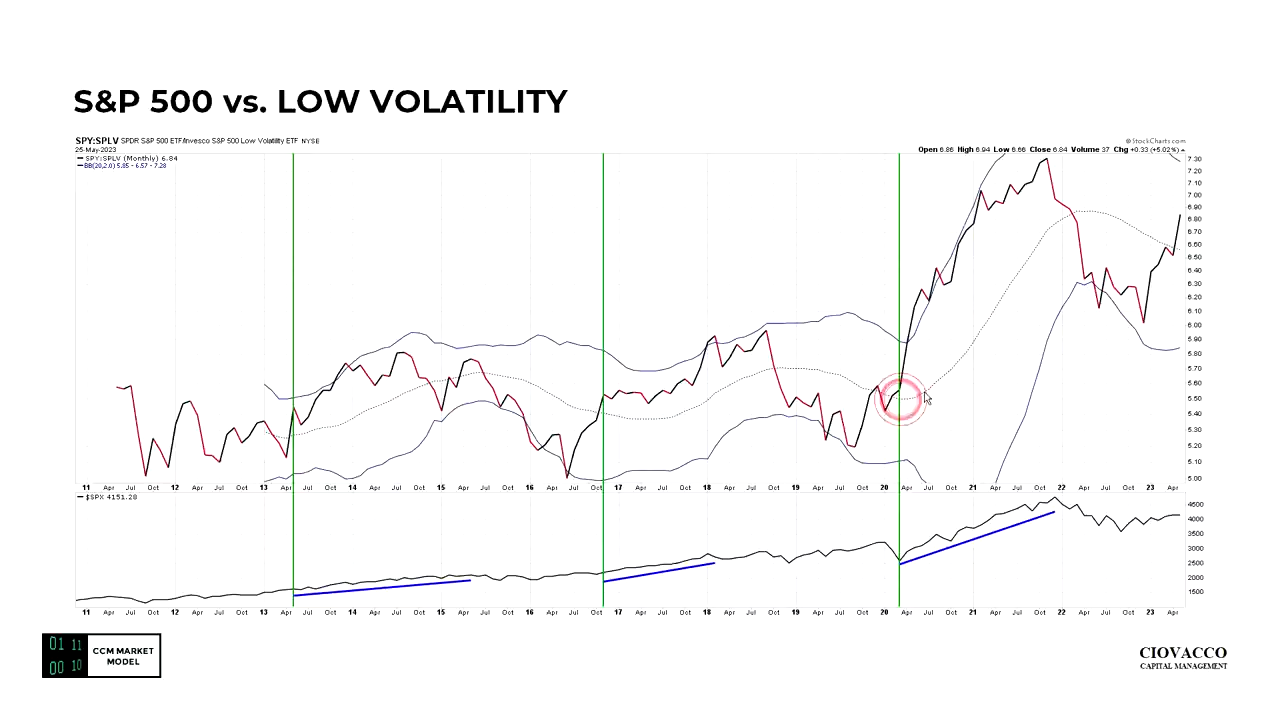 S&P 500 vs. LOW VOLATILITY
SPY:SPLV SPDR S&P 500 ETF/Invesco S&P 500 Low Volatility ETF NYSE
© StockCharts.com
25-May-2023
Open 6.86 High 6.94 Low 6.66 Close 6.84 Volume 37 Chg +0.33 (+5.02%)
SPY:SPLV (Monthly) 6.84
BB(20,2.0) 5.85 - 6.57 - 7.28
7.30
7.20
7.10
7.00
6.90
6.80
6.70
6.60
6.50
6.40
6.30
6.20
6.10
6.00
5.90
5.80
5.70
5.60
5.50
5.40
5.30
5.20
5.10
5.00
11 Apr Jul Oct 12 Apr Jul Oct 13 Apr Jul Oct 14 Apr Jul Oct 15 Apr Jul Oct 16 Apr Jul Oct 17 Apr Jul Oct 18 Apr Jul Oct 19 Apr Jul Oct 20 Apr Jul Oct 21 Apr Jul Oct 22 Apr Jul Oct 23 Apr
$SPX 4151.28
4500
4000
3500
3000
2500
2000
1500
11 Apr Jul Oct 12 Apr Jul Oct 13 Apr Jul Oct 14 Apr Jul Oct 15 Apr Jul Oct 16 Apr Jul Oct 17 Apr Jul Oct 18 Apr Jul Oct 19 Apr Jul Oct 20 Apr Jul Oct 21 Apr Jul Oct 22 Apr Jul Oct 23 Apr
01 11
00 10
CCM MARKET
MODEL
CIOVACCO
CAPITAL MANAGEMENT